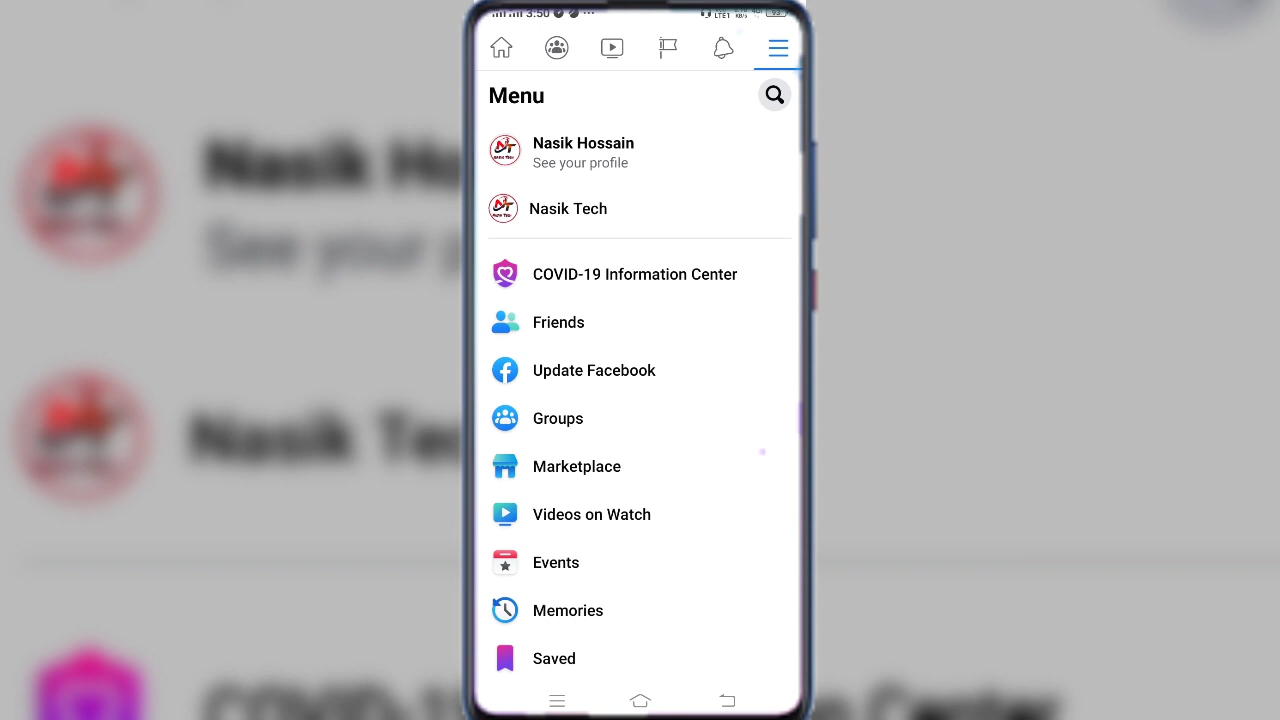 3:50
Menu
Nasik Hossain
See your profile
Nasik Tech
COVID-19 Information Center
Friends
Update Facebook
Groups
Marketplace
Videos on Watch
Events
Memories
Saved